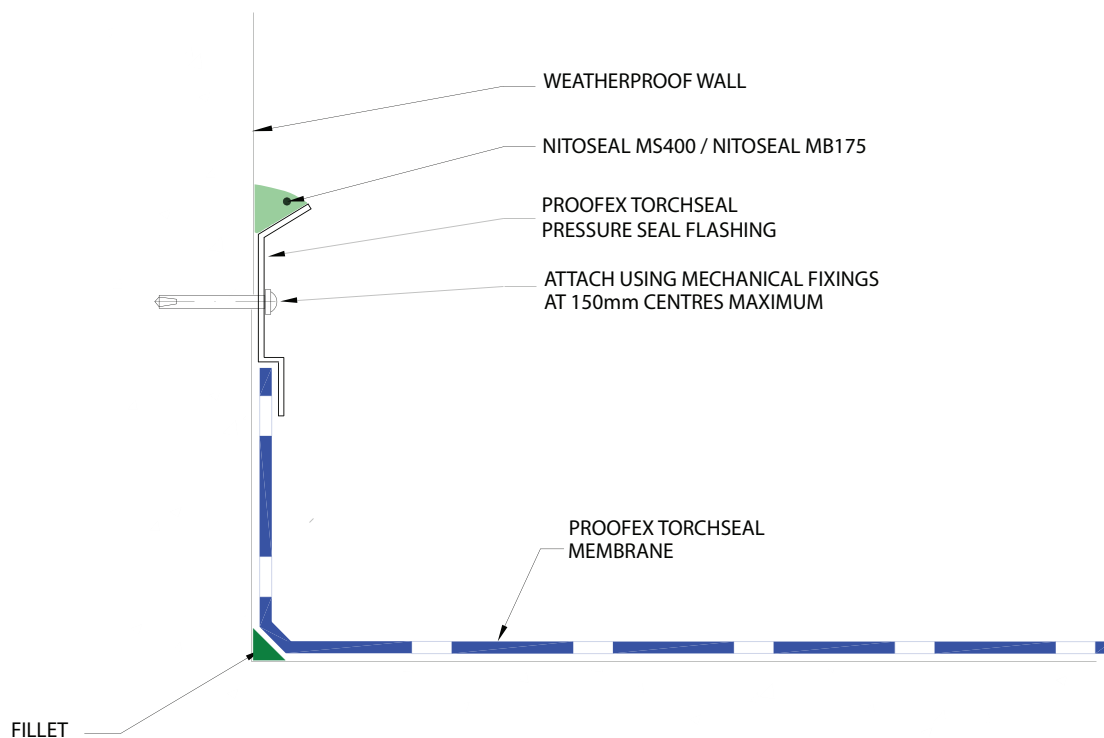 WEATHERPROOF WALL
NITOSEAL MS400 / NITOSEAL MB175
PROOFEX TORCHSEAL
PRESSURE SEAL FLASHING
ATTACH USING MECHANICAL FIXINGS
AT 150mm CENTRES MAXIMUM
PROOFEX TORCHSEAL
MEMBRANE
FILLET